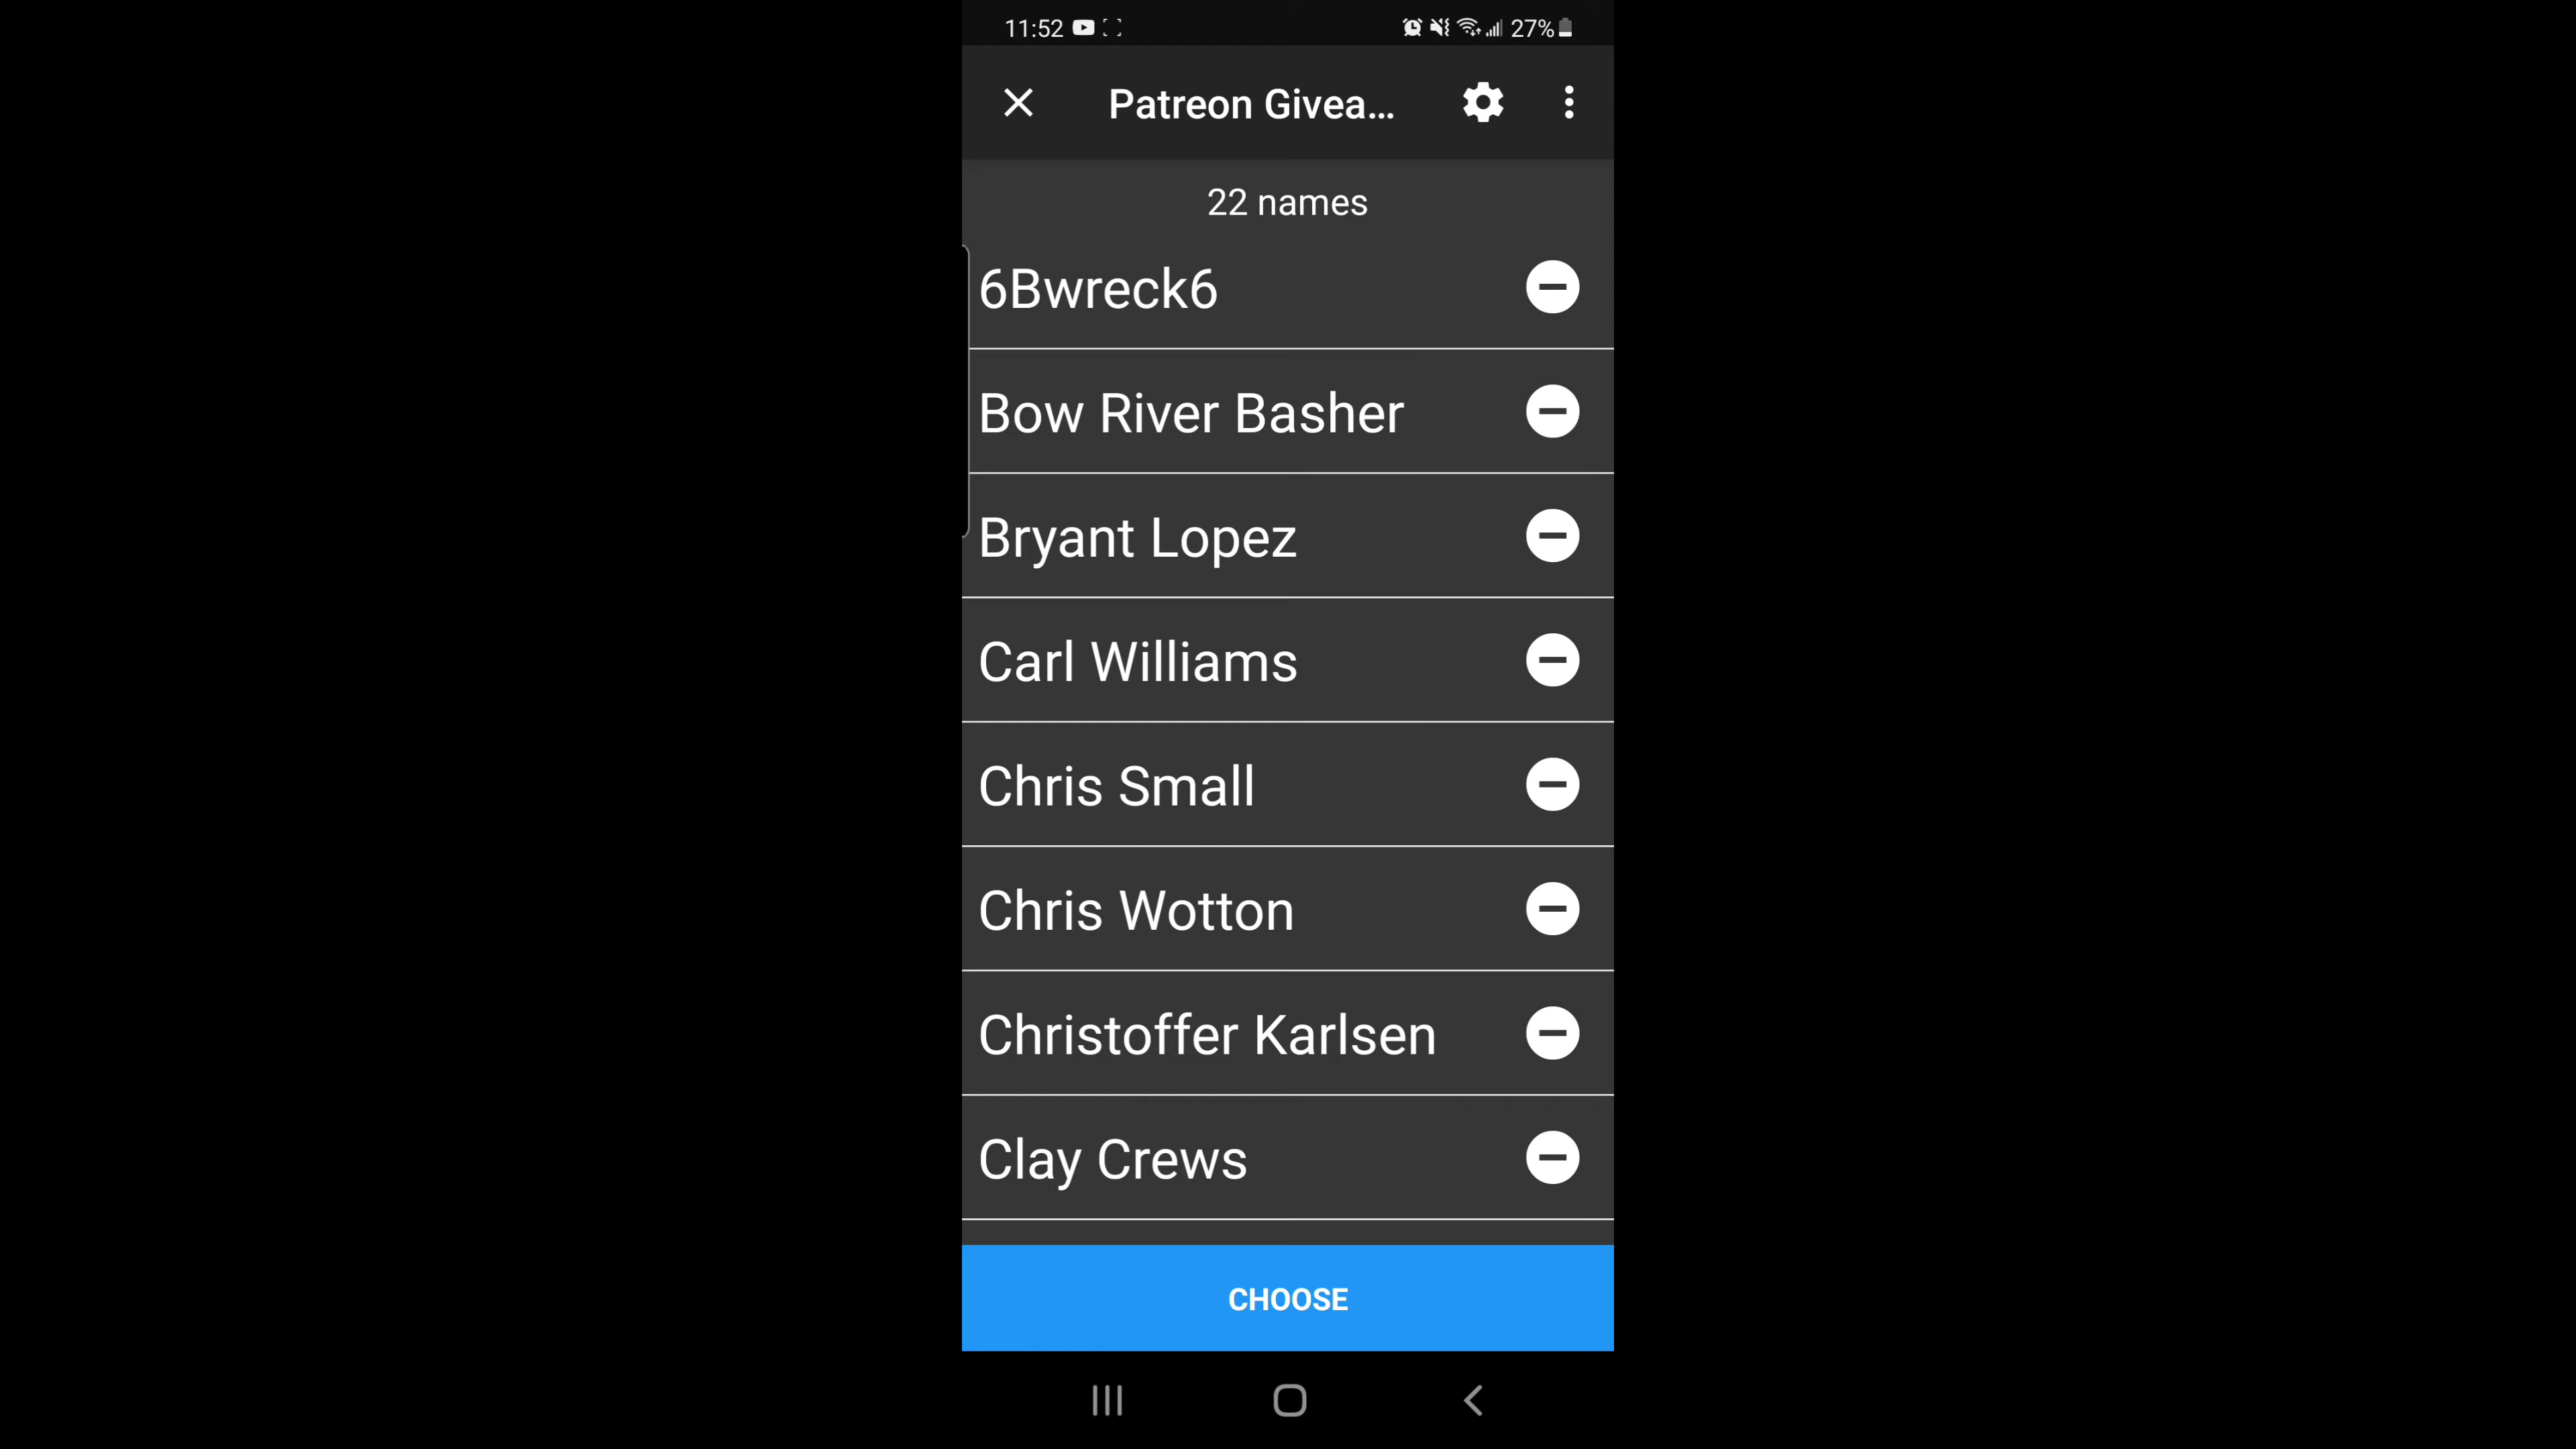 11:52 27%
Patreon Givea...
22 names
6Bwreck6
Bow River Basher
Bryant Lopez
Carl Williams
Chris Small
Chris Wotton
Christoffer Karlsen
Clay Crews
CHOOSE